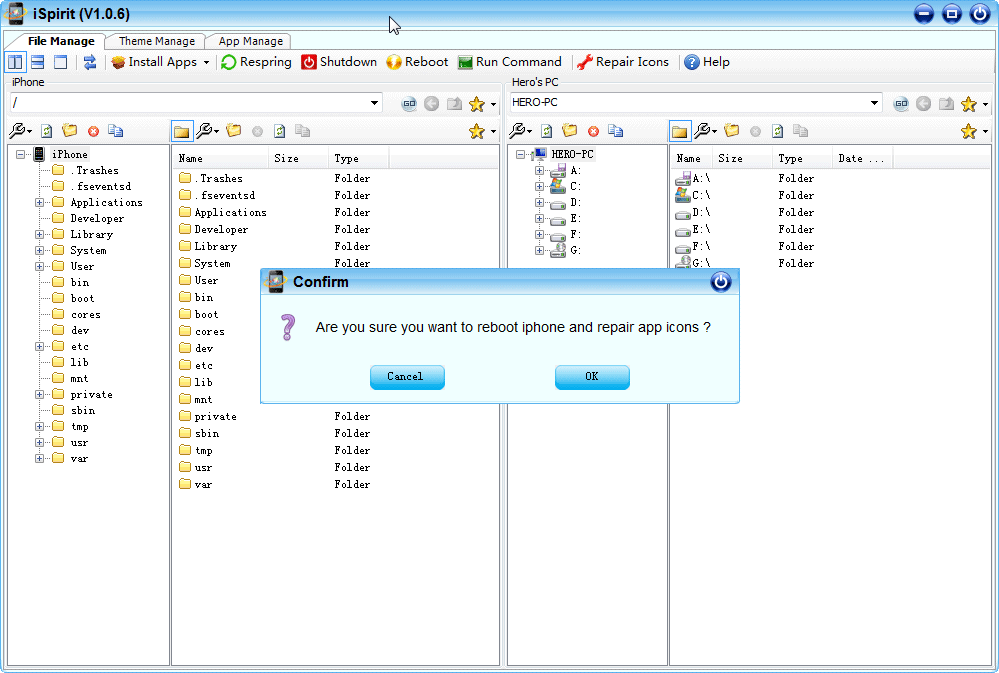 iSpirit (V1.0.6)
File Manage Theme Manage App Manage
Install Apps Respring Shutdown Reboot Run Command Repair Icons Help
iPhone
/
GO
iPhone
.Trashes
.fseventsd
Applications
Developer
Library
System
User
bin
boot
cores
dev
etc
lib
mnt
private
sbin
tmp
usr
var
Name Size Type
.Trashes Folder
.fseventsd Folder
Applications Folder
Developer Folder
Library Folder
System Folder
User
bin
boot
cores
dev
etc
lib
mnt
private Folder
sbin Folder
tmp Folder
usr Folder
var Folder
Hero's PC
HERO-PC
GO
HERO-PC
A:
C:
D:
E:
F:
G:
Name Size Type Date ...
A:\ Folder
C:\ Folder
D:\ Folder
E:\ Folder
F:\ Folder
G:\ Folder
Confirm
Are you sure you want to reboot iphone and repair app icons ?
Cancel OK